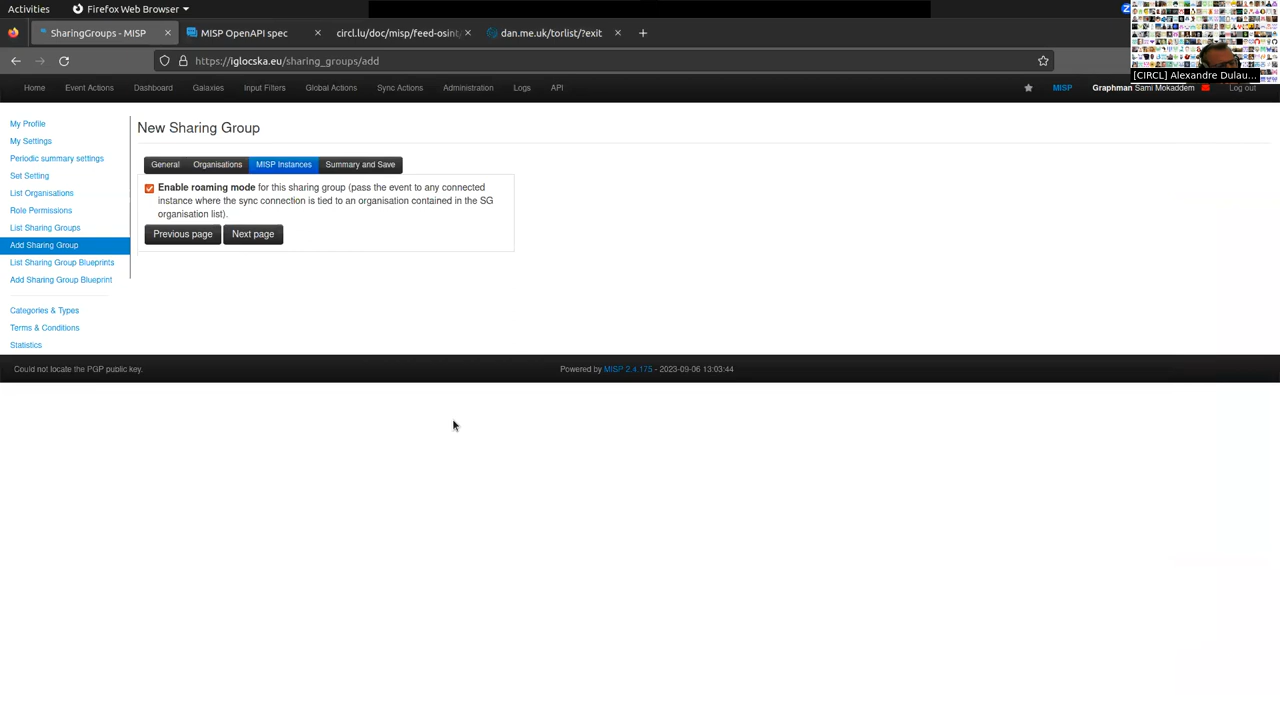 Activities
Firefox Web Browser
SharingGroups - MISP
MISP OpenAPI spec
circl.lu/doc/misp/feed-osint/
sun.me.uk/
https://iglocska.eu/sharing_groups/add
[CIRCL] Alexandre Dulau...
Home
Event Actions
Dashboard
Galaxies
Input Filters
Global Actions
Sync Actions
Administration
Logs
API
MISP
Graphman Sami Mokaddem
Log out
My Profile
My Settings
Periodic summary settings
Set Setting
List Organisations
Role Permissions
List Sharing Groups
Add Sharing Group
List Sharing Group Blueprints
Add Sharing Group Blueprint
Categories & Types
Terms & Conditions
Statistics
New Sharing Group
General
Organisations
MISP Instances
Summary and Save
Enable roaming mode for this sharing group (pass the event to any connected
instance where the sync connection is tied to an organisation contained in the SG
organisation list).
Previous page
Next page
Could not locate the PGP public key.
Powered by MISP 2.4.175 - 2023-09-06 13:03:44